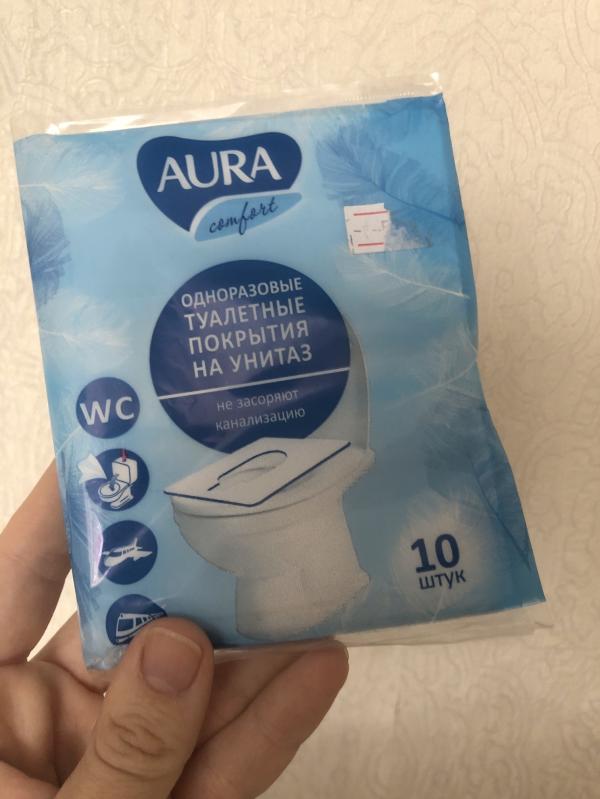 AURA
comfort
ОДНОРАЗОВЫЕ
ТУАЛЕТНЫЕ
ПОКРЫТИЯ
НА УНИТАЗ
не засоряют
канализацию
WC
10
штук